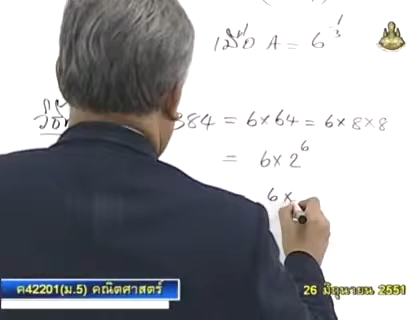 เมื่อ A = 6^{-1/3}
วิธี 384 = 6×64 = 6×8×8
= 6×2^6
6×
ค42201(ม.5) คณิตศาสตร์
26 มิถุนายน 2551